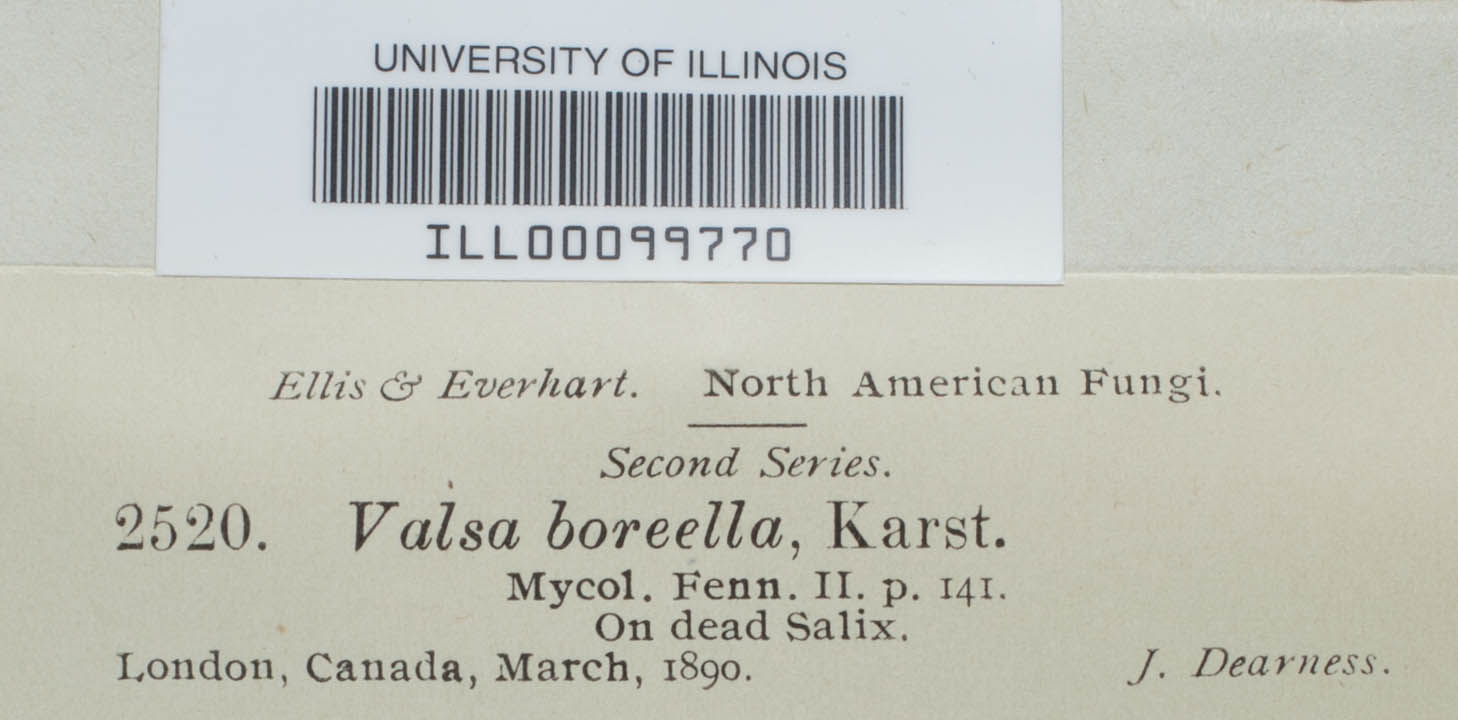 UNIVERSITY OF ILLINOIS
ILL00099770
Ellis & Everhart. North American Fungi.
Second Series.
2520. Valsa boreella, Karst.
Mycol. Fenn. II. p. 141.
On dead Salix.
London, Canada, March, 1890. J. Dearness.